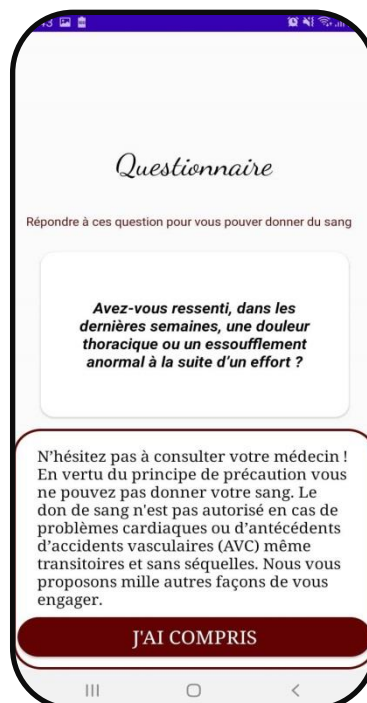 Questionnaire
Répondre à ces question pour vous pouver donner du sang
Avez-vous ressenti, dans les
dernières semaines, une douleur
thoracique ou un essoufflement
anormal à la suite d'un effort ?
N'hésitez pas à consulter votre médecin !
En vertu du principe de précaution vous
ne pouvez pas donner votre sang. Le
don de sang n'est pas autorisé en cas de
problèmes cardiaques ou d'antécédents
d'accidents vasculaires (AVC) même
transitoires et sans séquelles. Nous vous
proposons mille autres façons de vous
engager.
J'AI COMPRIS